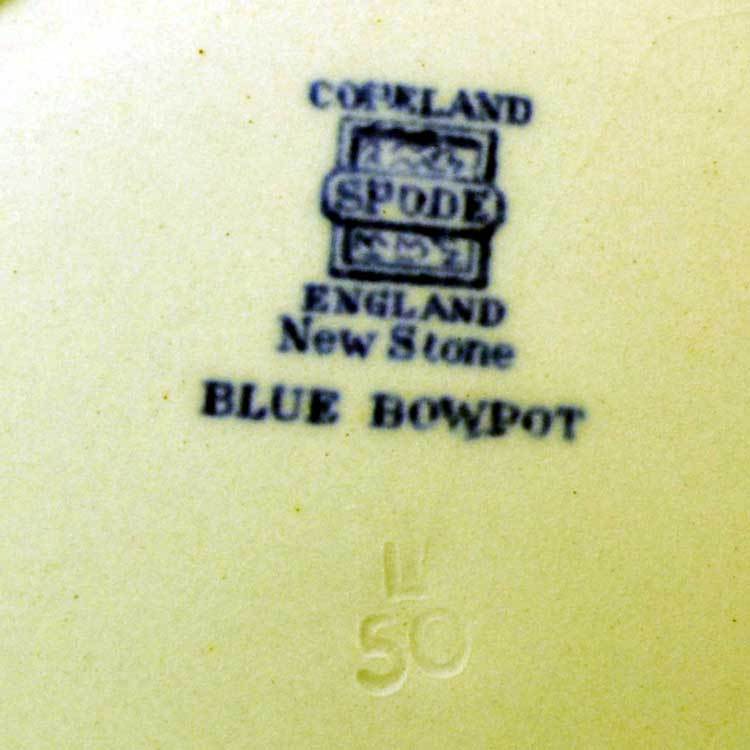 COPELAND
SPODE
ENGLAND
New Stone
BLUE BOWPOT
50